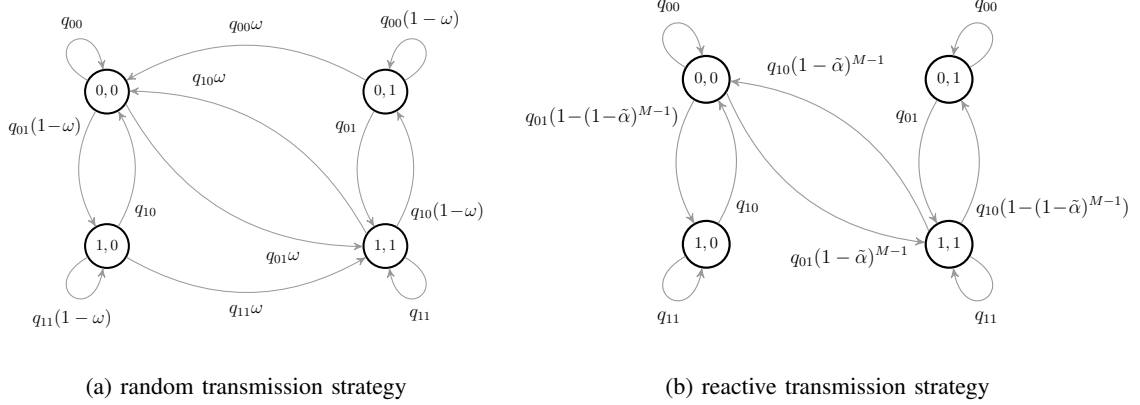 q₀₀
q₀₀ω
q₀₀(1 − ω)
q₁₀ω
0, 0
0, 1
q₀₁(1−ω)
q₀₁
q₁₀
q₁₀(1−ω)
1, 0
1, 1
q₀₁ω
q₁₁(1 − ω)
q₁₁ω
q₁₁
(a) random transmission strategy
q₀₀
q₀₀
q₁₀(1 − α̃)ᴹ⁻¹
0, 0
0, 1
q₀₁(1−(1−α̃)ᴹ⁻¹)
q₀₁
q₁₀
q₁₀(1−(1−α̃)ᴹ⁻¹)
1, 0
1, 1
q₀₁(1 − α̃)ᴹ⁻¹
q₁₁
q₁₁
(b) reactive transmission strategy